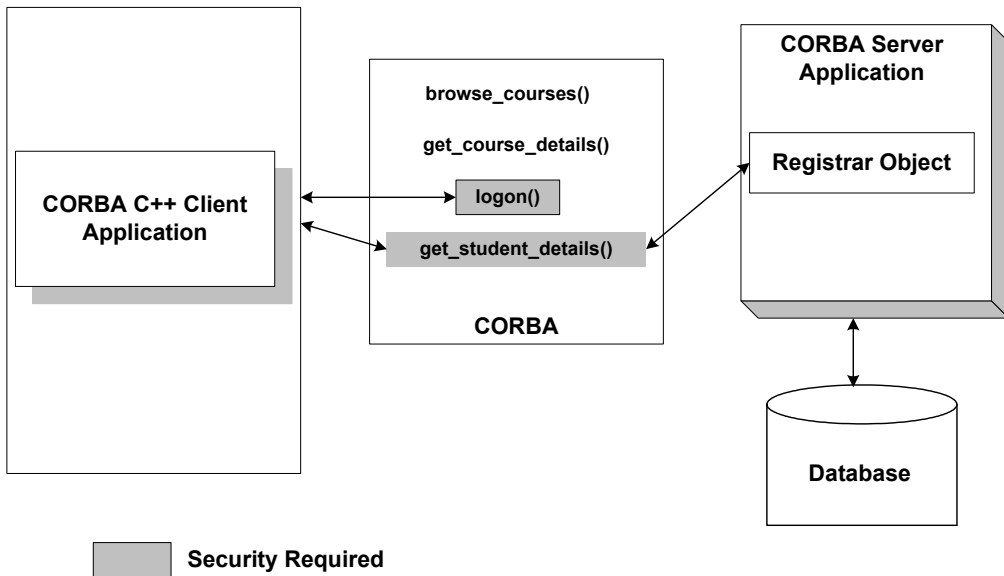 CORBA C++ Client
Application
browse_courses()
get_course_details()
logon()
get_student_details()
CORBA
CORBA Server
Application
Registrar Object
Database
Security Required